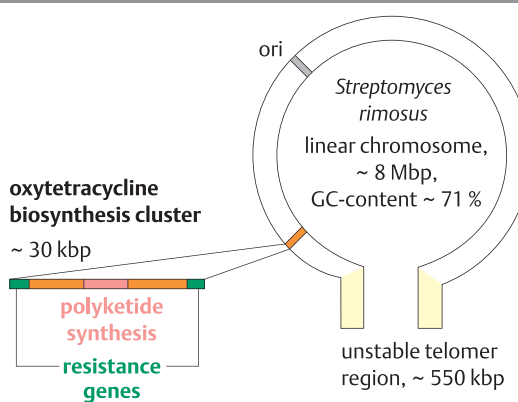 ori
Streptomyces
rimosus
linear chromosome,
~ 8 Mbp,
GC-content ~ 71 %
oxytetracycline
biosynthesis cluster
~ 30 kbp
polyketide
synthesis
resistance
genes
unstable telomer
region, ~ 550 kbp